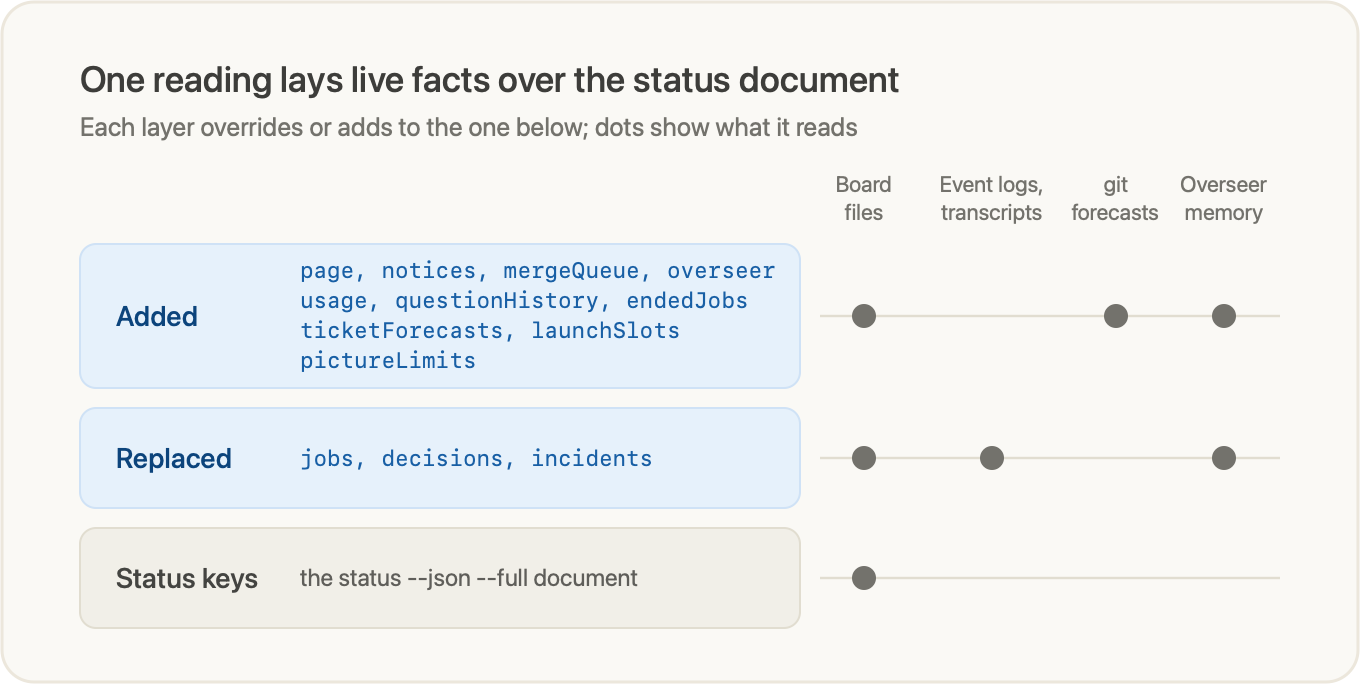 One reading lays live facts over the status document
Each layer overrides or adds to the one below; dots show what it reads
Board files
Event logs, transcripts
git forecasts
Overseer memory
Added
page, notices, mergeQueue, overseer
usage, questionHistory, endedJobs
ticketForecasts, launchSlots
pictureLimits
Replaced
jobs, decisions, incidents
Status keys
the status --json --full document